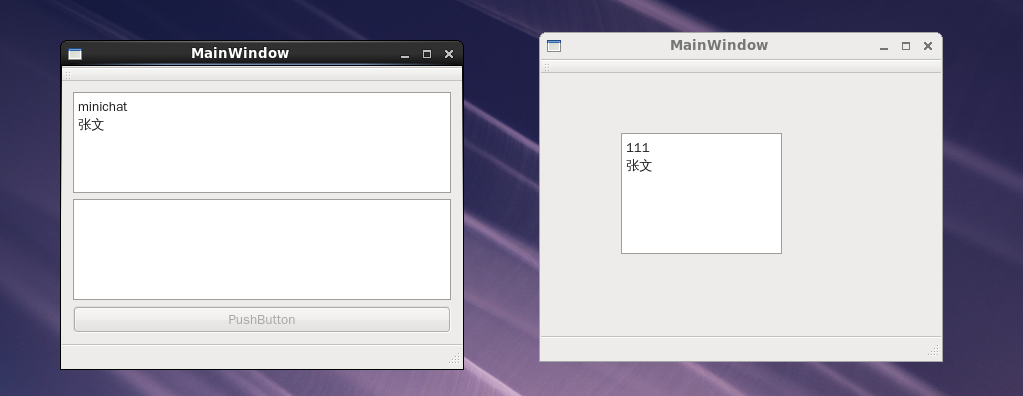 MainWindow
minichat
张文
PushButton
MainWindow
111
张文